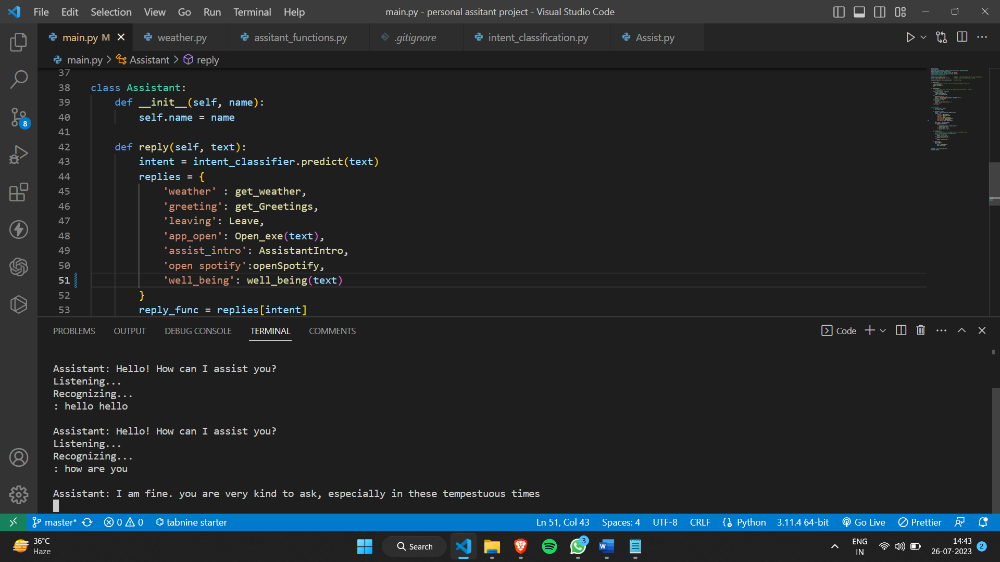 File Edit Selection View Go Run Terminal Help
main.py - personal assitant project - Visual Studio Code
main.py M
weather.py
assitant_functions.py
.gitignore
intent_classification.py
Assist.py
main.py > Assistant > reply
37
38 class Assistant:
39 def __init__(self, name):
40 self.name = name
41
42 def reply(self, text):
43 intent = intent_classifier.predict(text)
44 replies = {
45 'weather' : get_weather,
46 'greeting': get_Greetings,
47 'leaving': Leave,
48 'app_open': Open_exe(text),
49 'assist_intro': AssistantIntro,
50 'open spotify':openSpotify,
51 'well_being': well_being(text)
52 }
53 reply_func = replies[intent]
8
PROBLEMS OUTPUT DEBUG CONSOLE TERMINAL COMMENTS
Code
Assistant: Hello! How can I assist you?
Listening...
Recognizing...
: hello hello
Assistant: Hello! How can I assist you?
Listening...
Recognizing...
: how are you
Assistant: I am fine. you are very kind to ask, especially in these tempestuous times
master* 0 0 tabnine starter
Ln 51, Col 43 Spaces: 4 UTF-8 CRLF Python 3.11.4 64-bit Go Live Prettier
36°C
Haze
Search
3
ENG
IN
14:43
26-07-2023
2